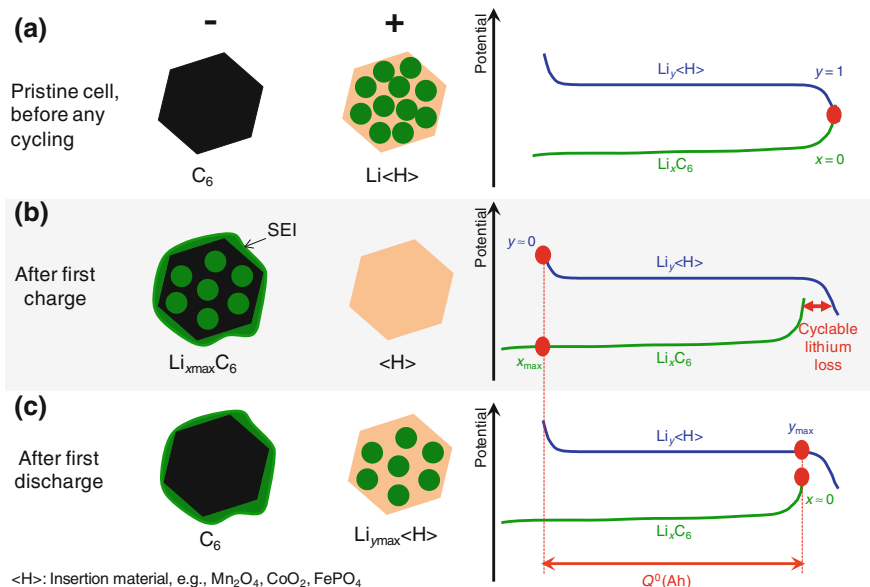 (a)
-
+
Pristine cell,
before any
cycling
C6
Li<H>
Potential
Liy<H>
y = 1
x = 0
LixC6
(b)
SEI
After first
charge
LixmaxC6
<H>
Potential
y ≈ 0
Liy<H>
xmax
LixC6
Cyclable
lithium
loss
(c)
After first
discharge
C6
Liymax<H>
Potential
Liy<H>
ymax
x ≈ 0
LixC6
Q⁰(Ah)
<H>: Insertion material, e.g., Mn2O4, CoO2, FePO4